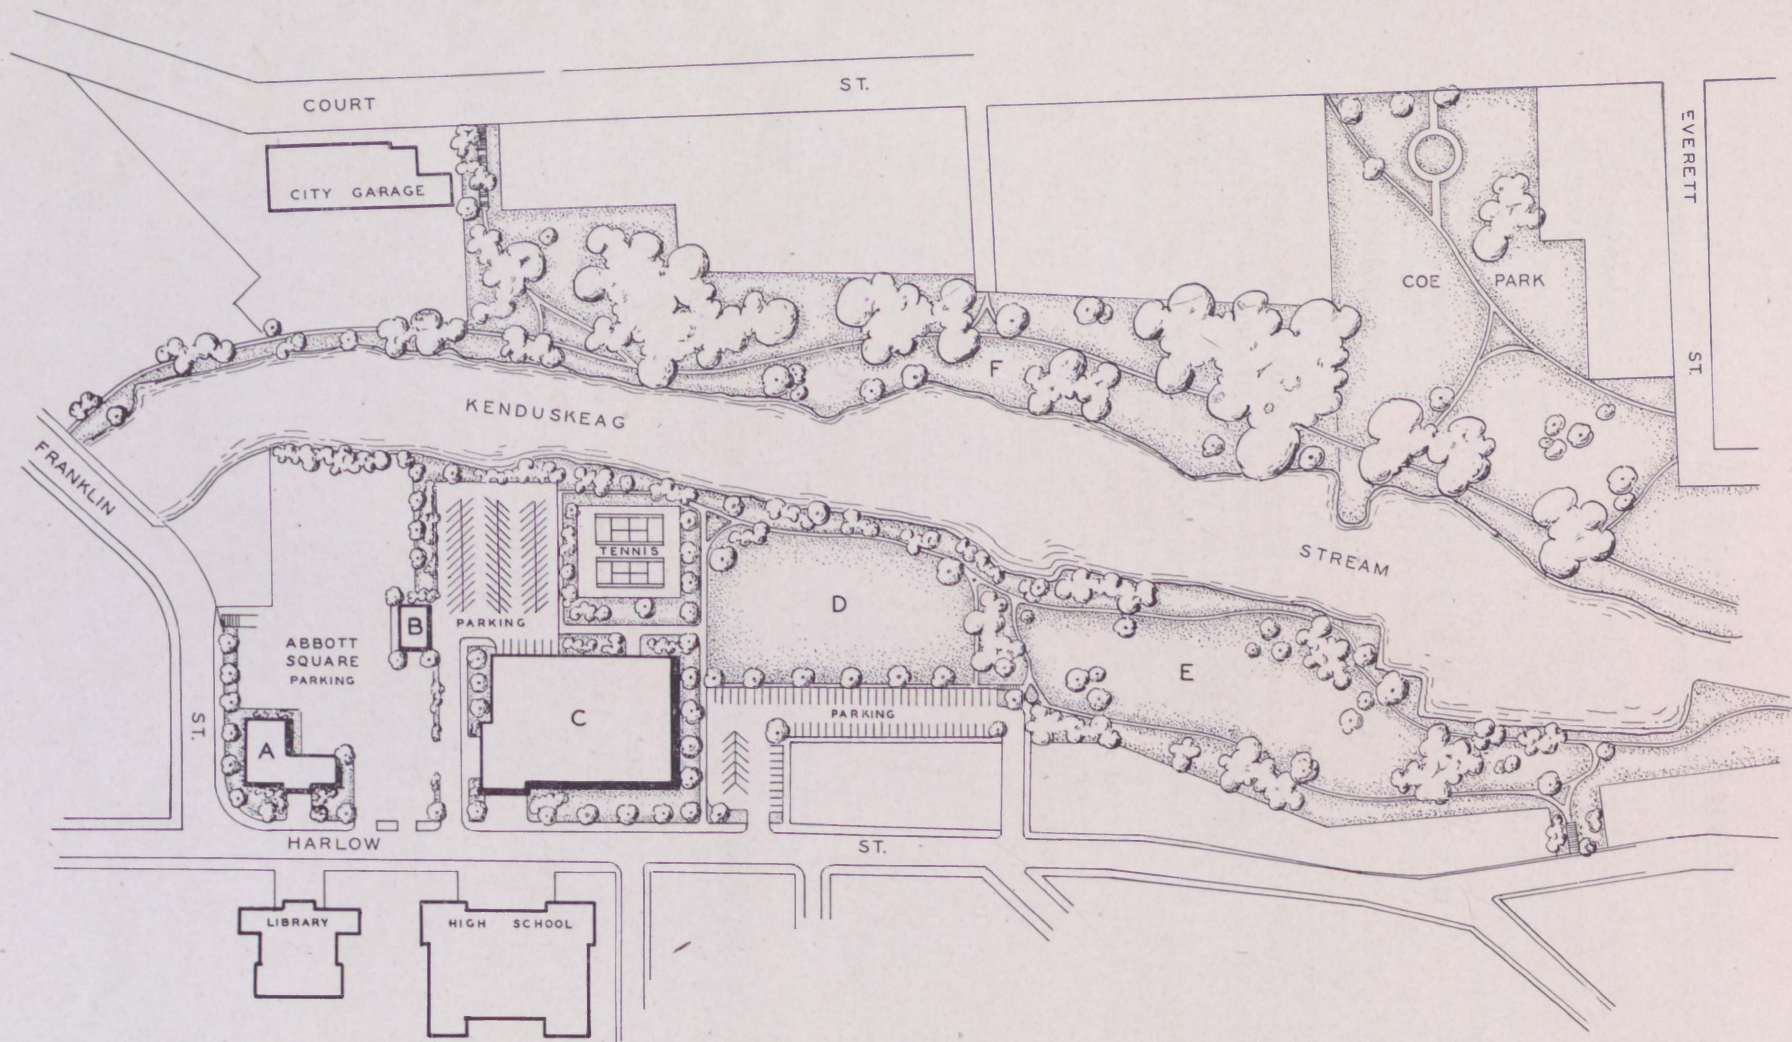 COURT ST.
CITY GARAGE
EVERETT ST.
COE PARK
F
KENDUSKEAG STREAM
FRANKLIN ST.
TENNIS
PARKING
B
D
ABBOTT
SQUARE
PARKING
E
C
PARKING
A
HARLOW ST.
LIBRARY
HIGH SCHOOL